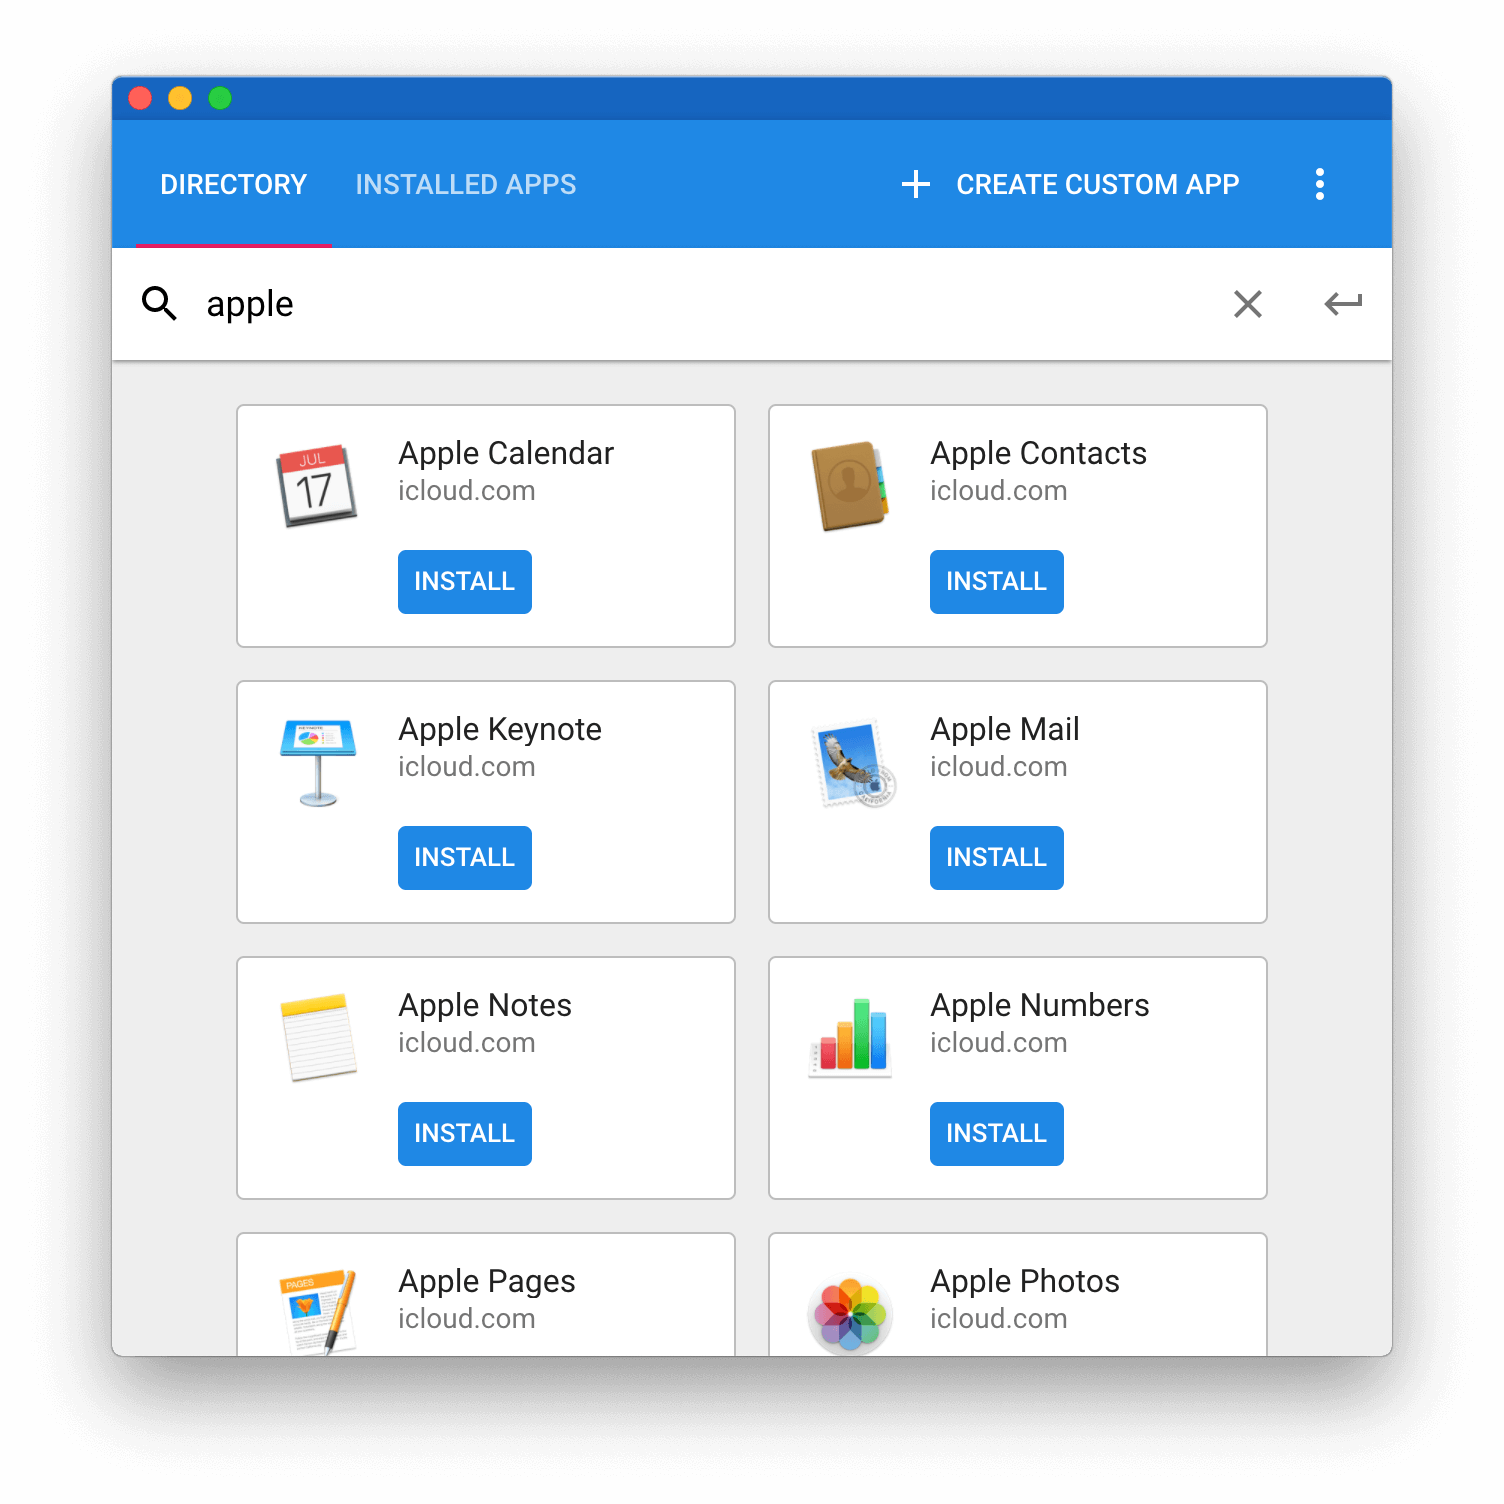 DIRECTORY INSTALLED APPS CREATE CUSTOM APP
apple
JUL
17
Apple Calendar
icloud.com
INSTALL
Apple Contacts
icloud.com
INSTALL
KEYNOTE
Apple Keynote
icloud.com
INSTALL
Apple Mail
icloud.com
INSTALL
Apple Notes
icloud.com
INSTALL
Apple Numbers
icloud.com
INSTALL
PAGES
Apple Pages
icloud.com
Apple Photos
icloud.com